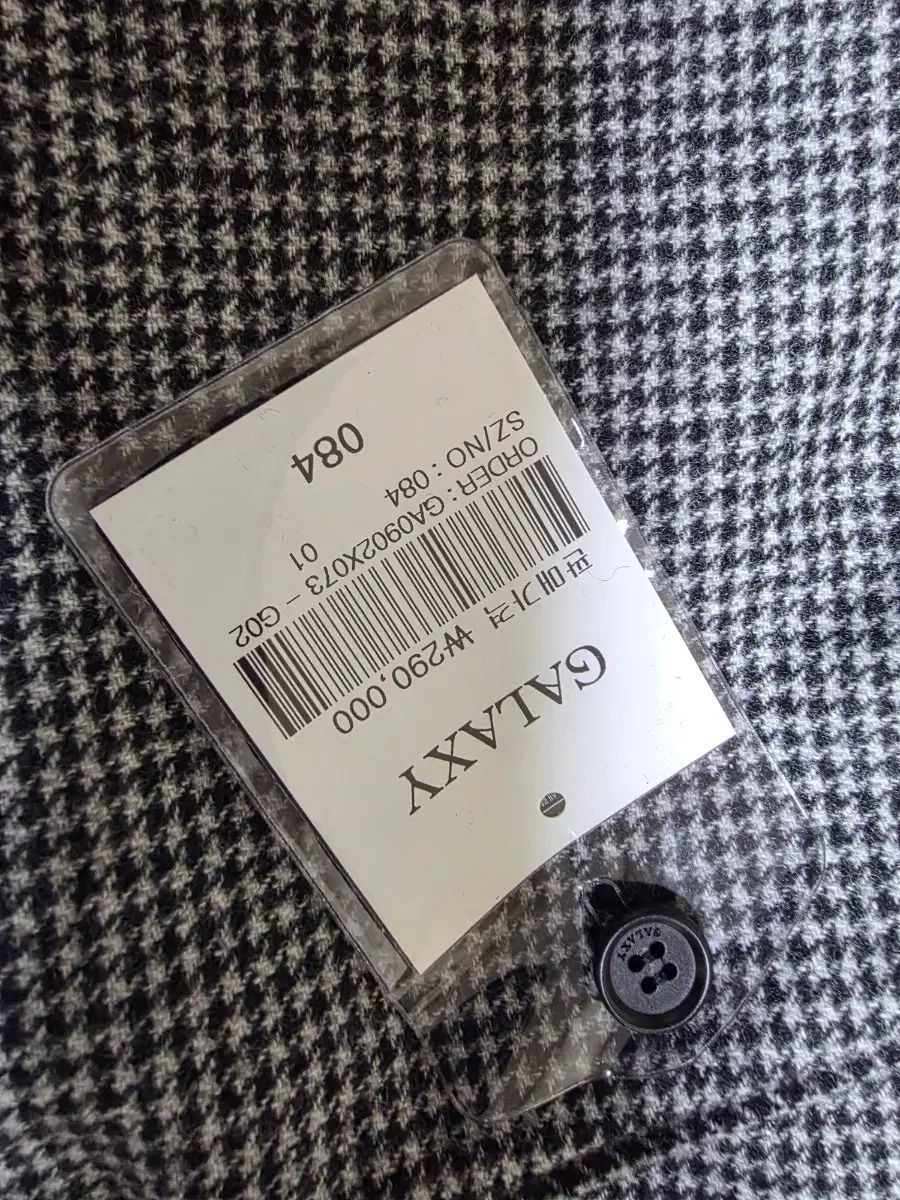 GALAXY
판매가격 ₩290,000
ORDER : GA0902X073 - G02
SZ/NO : 084 01
084
GALAXY